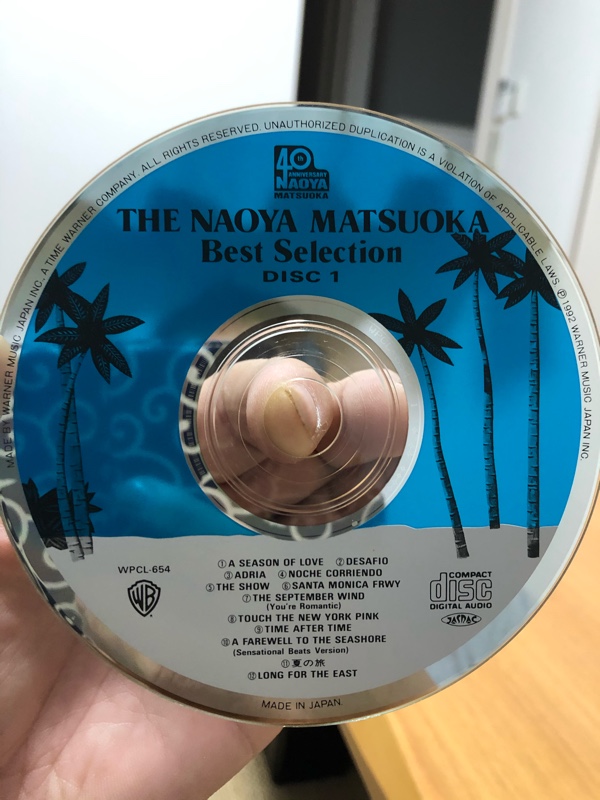 MADE BY WARNER MUSIC JAPAN INC. A TIME WARNER COMPANY. ALL RIGHTS RESERVED. UNAUTHORIZED DUPLICATION IS A VIOLATION OF APPLICABLE LAWS. Ⓟ1992 WARNER MUSIC JAPAN INC.
40th
ANNIVERSARY
NAOYA
MATSUOKA
THE NAOYA MATSUOKA
Best Selection
DISC 1
WPCL-654
WB
①A SEASON OF LOVE ②DESAFIO
③ADRIA ④NOCHE CORRIENDO
⑤THE SHOW ⑥SANTA MONICA FRWY
⑦THE SEPTEMBER WIND
(You're Romantic)
⑧TOUCH THE NEW YORK PINK
⑨TIME AFTER TIME
⑩A FAREWELL TO THE SEASHORE
(Sensational Beats Version)
⑪夏の旅
⑫LONG FOR THE EAST
COMPACT
disc
DIGITAL AUDIO
JASRAC
MADE IN JAPAN.